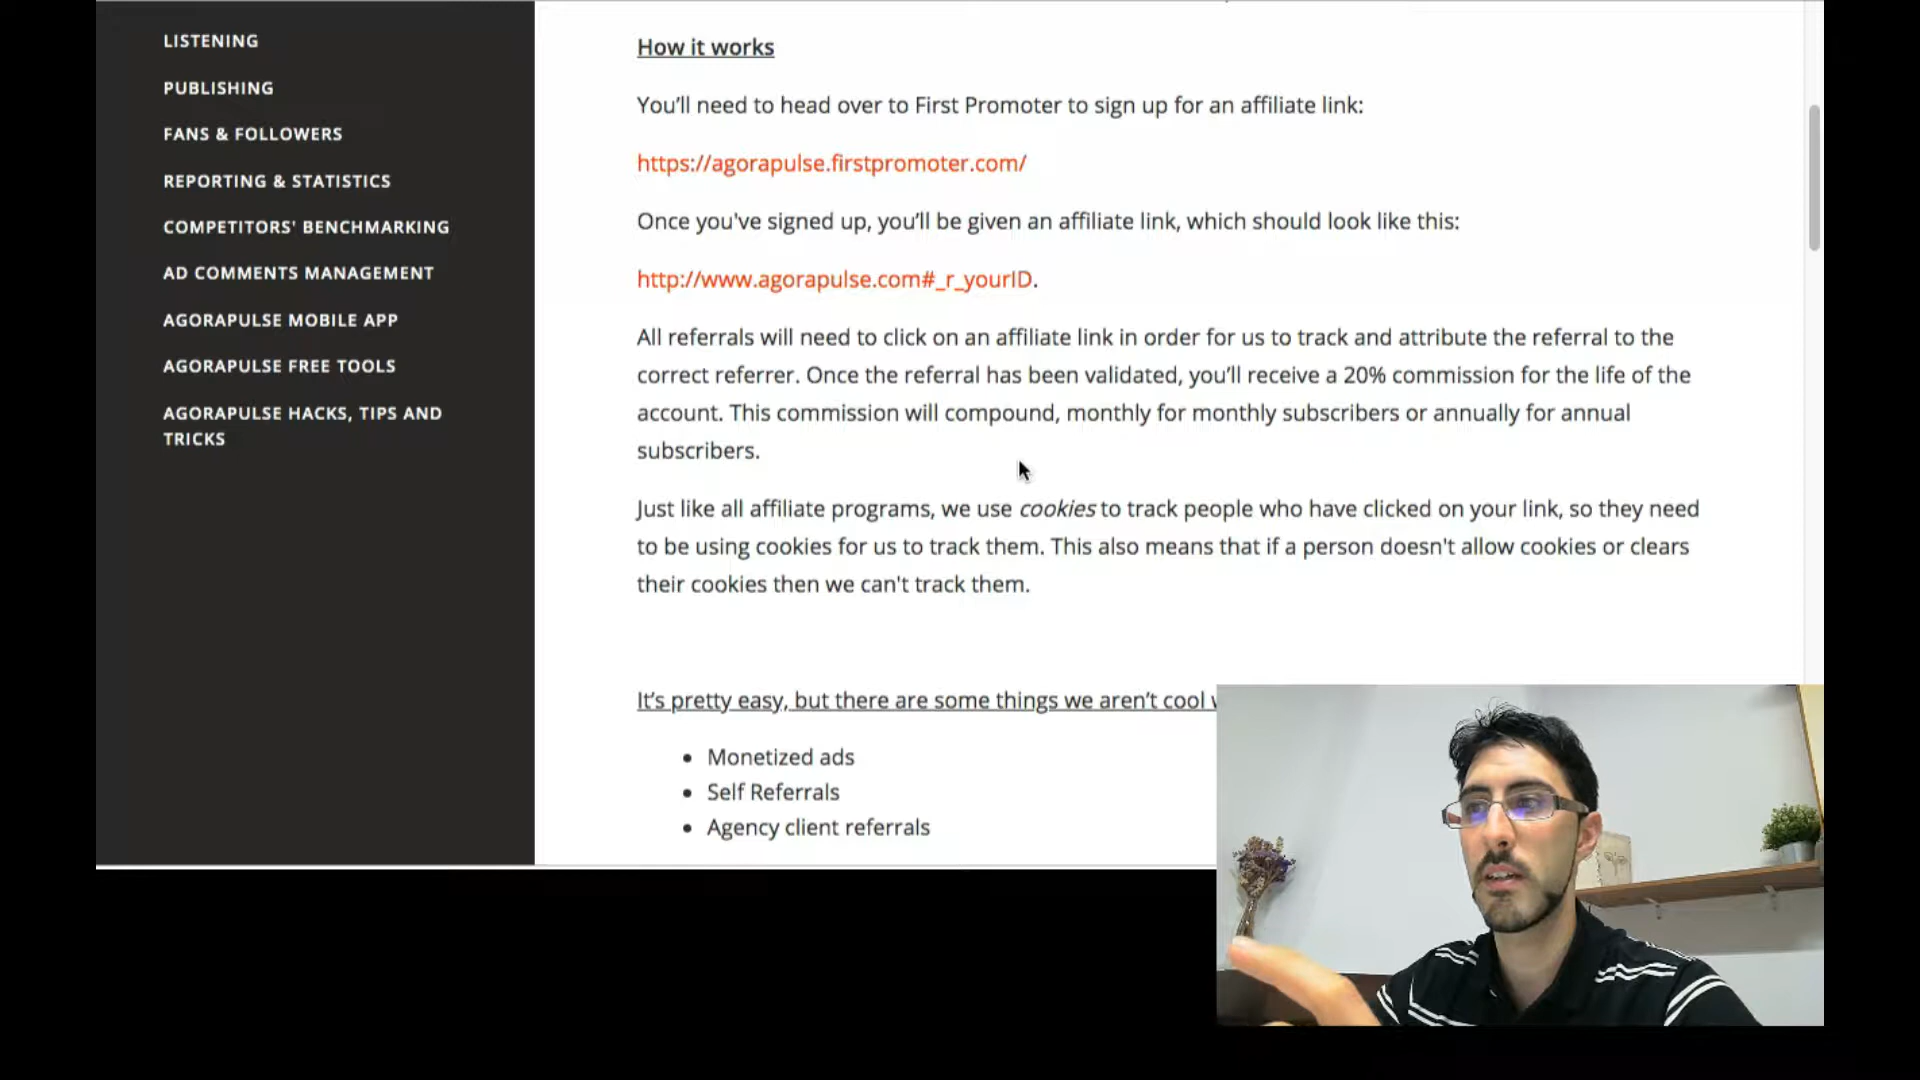 LISTENING
PUBLISHING
FANS & FOLLOWERS
REPORTING & STATISTICS
COMPETITORS' BENCHMARKING
AD COMMENTS MANAGEMENT
AGORAPULSE MOBILE APP
AGORAPULSE FREE TOOLS
AGORAPULSE HACKS, TIPS AND
TRICKS
How it works
You’ll need to head over to First Promoter to sign up for an affiliate link:
https://agorapulse.firstpromoter.com/
Once you've signed up, you’ll be given an affiliate link, which should look like this:
http://www.agorapulse.com#_r_yourID.
All referrals will need to click on an affiliate link in order for us to track and attribute the referral to the
correct referrer. Once the referral has been validated, you’ll receive a 20% commission for the life of the
account. This commission will compound, monthly for monthly subscribers or annually for annual
subscribers.
Just like all affiliate programs, we use cookies to track people who have clicked on your link, so they need
to be using cookies for us to track them. This also means that if a person doesn't allow cookies or clears
their cookies then we can't track them.
It’s pretty easy, but there are some things we aren’t cool
• Monetized ads
• Self Referrals
• Agency client referrals